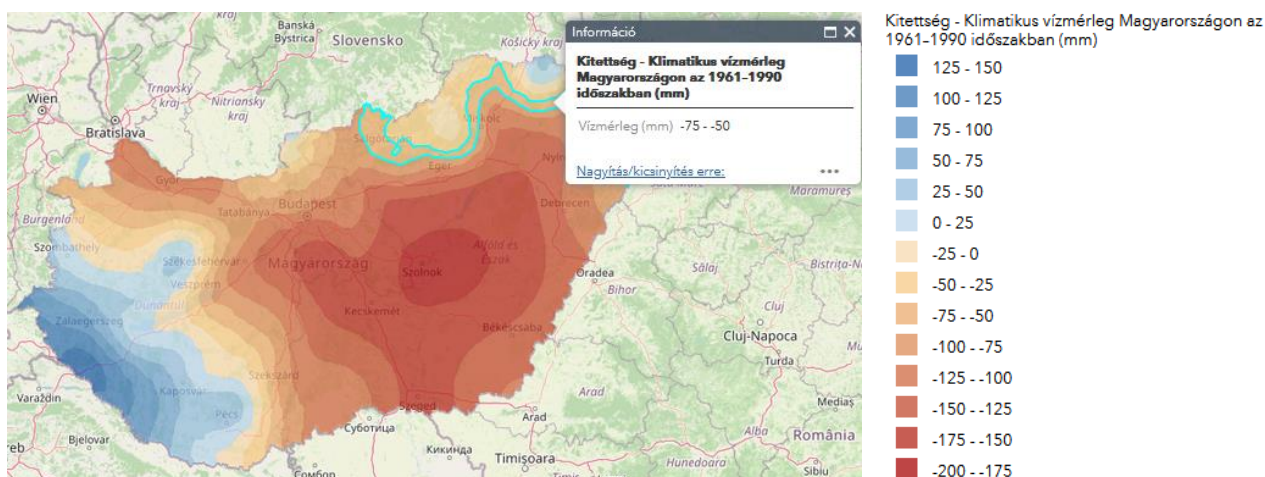 Banská
Bystrica
Slovensko
Košický kraj
kraj
Wien
Trnavský
kraj
Nitriansky
kraj
Bratislava
Salgótarján
Miskolc
Eger
Győr
Tatabánya
Budapest
Debrecen
Maramureș
Burgenland
Szombathely
Székesfehérvár
Veszprém
Magyarország
Szolnok
Alföld és
Észak
Oradea
Bihor
Sălaj
Bistrița-N
Dunántúl
Zalaegerszeg
Kecskemét
Békéscsaba
Cluj
Cluj-Napoca
Turda
Kaposvár
Szekszárd
Pécs
Varaždin
Szeged
Arad
Arad
Mediaș
Суботица
Alba
România
Bjelovar
Кикинда
Timișoara
Hunedoara
Sibiu
Сомбор
Információ
Kitettség - Klimatikus vízmérleg
Magyarországon az 1961-1990
időszakban (mm)
Vízmérleg (mm) -75 - -50
Nagyítás/kicsinyítés erre:
Kitettség - Klimatikus vízmérleg Magyarországon az
1961-1990 időszakban (mm)
125 - 150
100 - 125
75 - 100
50 - 75
25 - 50
0 - 25
-25 - 0
-50 - -25
-75 - -50
-100 - -75
-125 - -100
-150 - -125
-175 - -150
-200 - -175